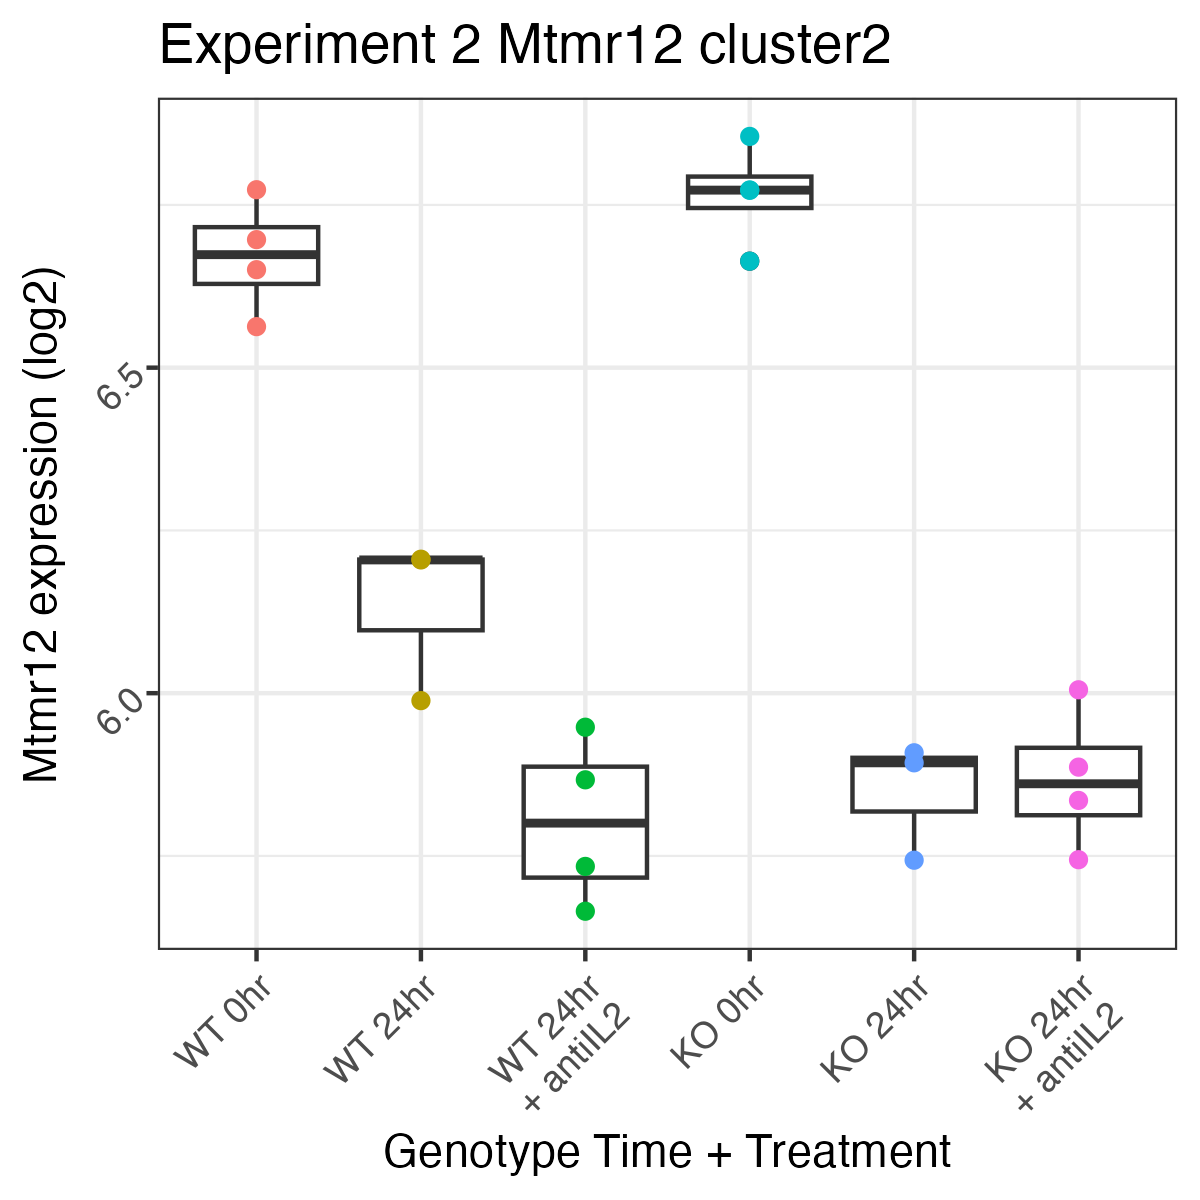 Experiment 2 Mtmr12 cluster2
Mtmr12 expression (log2)
6.5
6.0
WT 0hr
WT 24hr
WT 24hr
+ antiIL2
KO 0hr
KO 24hr
KO 24hr
+ antiIL2
Genotype Time + Treatment